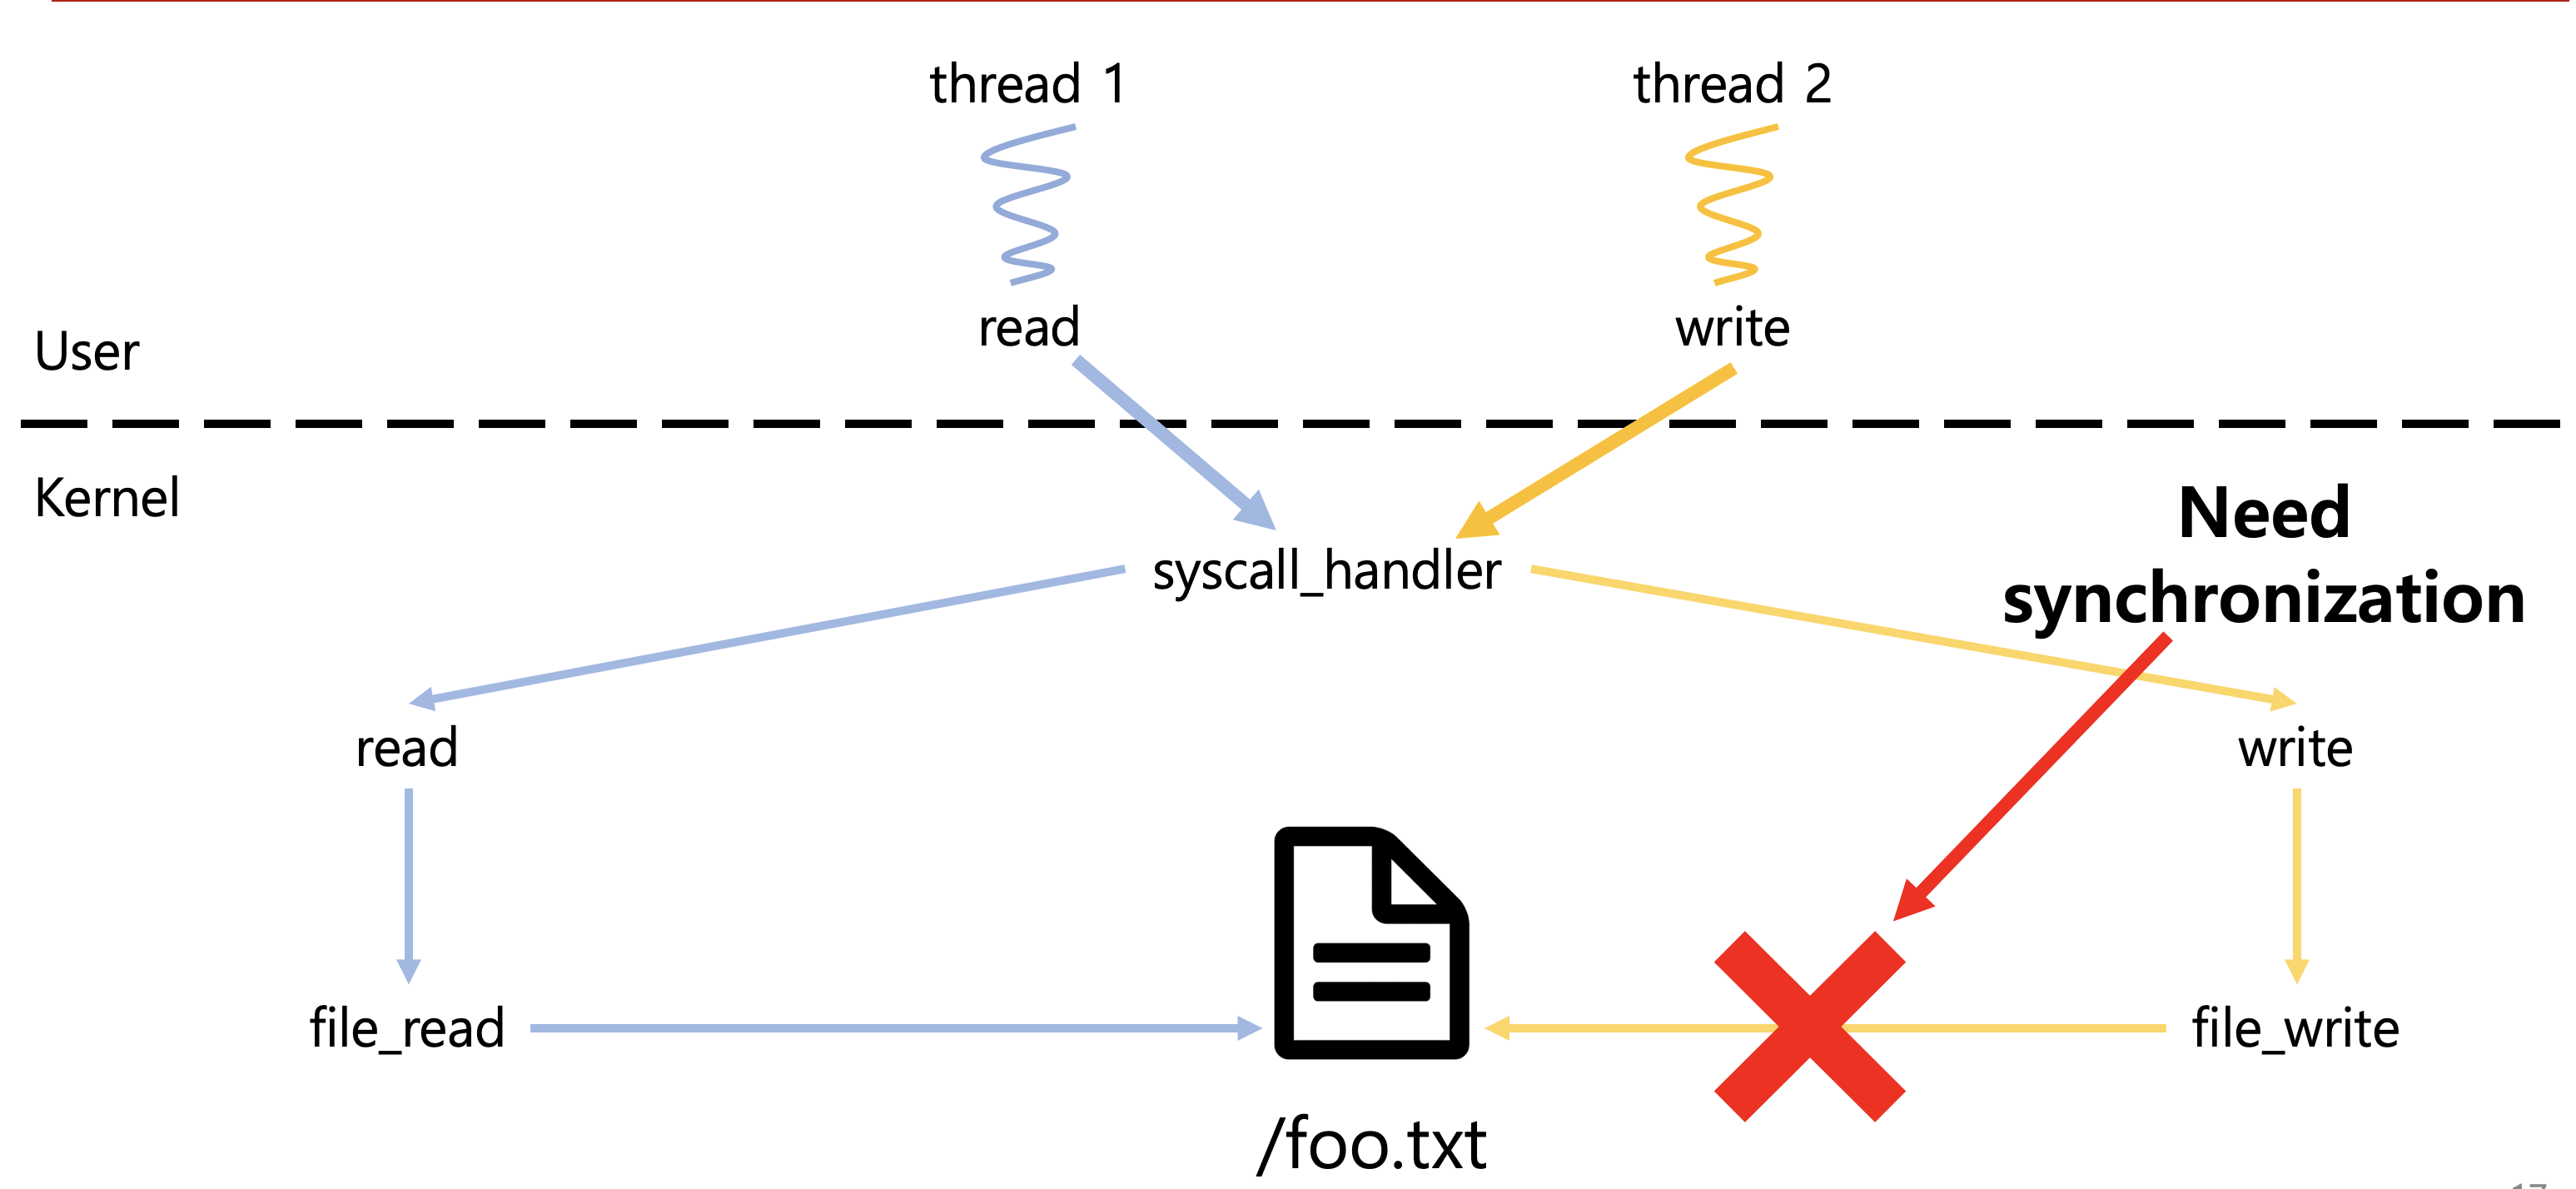 thread 1
thread 2
read
write
User
Kernel
Need
synchronization
syscall_handler
read
write
file_read
file_write
/foo.txt